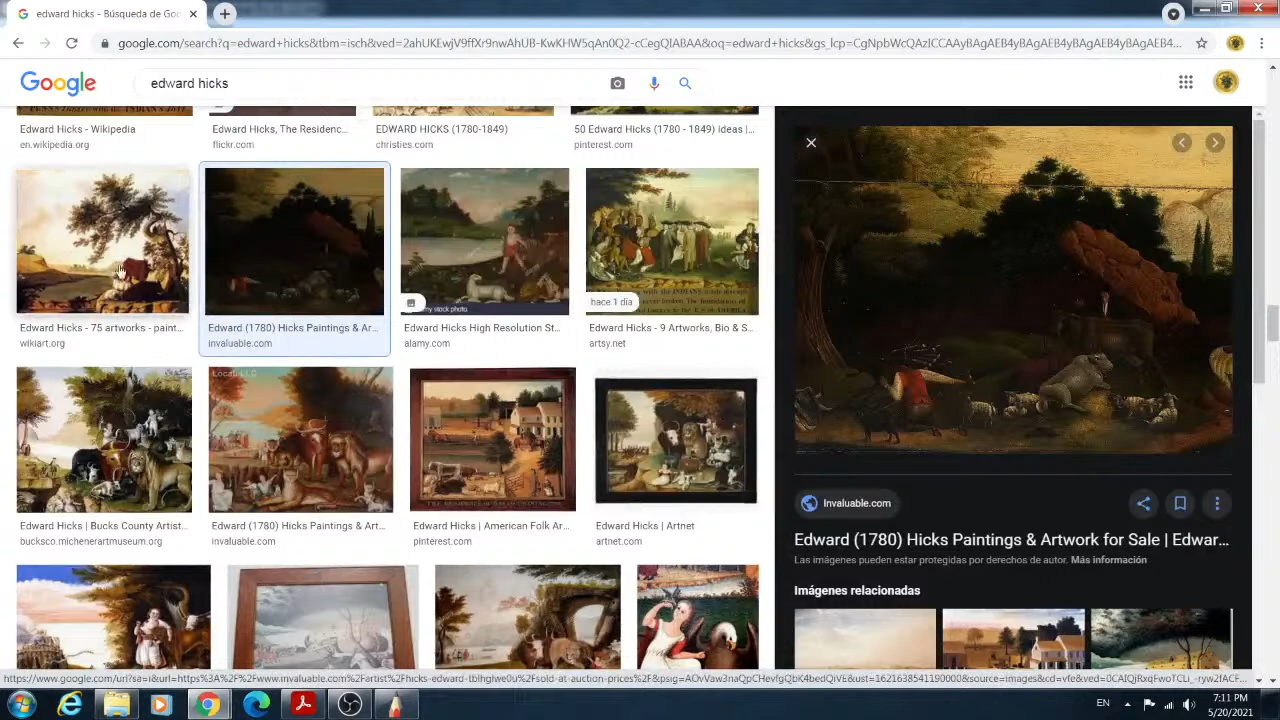 edward hicks - Búsqueda de Goo
google.com/search?q=edward+hicks&tbm=isch&ved=2ahUKEwjV9ffXr9nwAhUB-KwKHW5qAn0Q2-cCegQIABAA&oq=edward+hicks&gs_lcp=CgNpbWcQAzICCAAyBAgAEB4yBAgAEB4yBAgAEB4yBAgAEB4yBAgAEB4yBAgAEB4yBAgAEB4...
Google
edward hicks
Edward Hicks - Wikipedia
en.wikipedia.org
Edward Hicks, The Residenc...
flickr.com
EDWARD HICKS (1780-1849)
christies.com
50 Edward Hicks (1780 - 1849) ideas |...
pinterest.com
my stock photo
hace 1 día
Edward Hicks - 75 artworks - paint...
wikiart.org
Edward (1780) Hicks Paintings & Ar...
invaluable.com
Edward Hicks High Resolution St...
alamy.com
Edward Hicks - 9 Artworks, Bio & S...
artsy.net
Edward Hicks | Bucks County Artist...
bucksco.michenerartmuseum.org
Edward (1780) Hicks Paintings & Art...
invaluable.com
Edward Hicks | American Folk Ar...
pinterest.com
Edward Hicks | Artnet
artnet.com
Invaluable.com
Edward (1780) Hicks Paintings & Artwork for Sale | Edwar...
Las imágenes pueden estar protegidas por derechos de autor. Más información
Imágenes relacionadas
EN
7:11 PM
5/20/2021